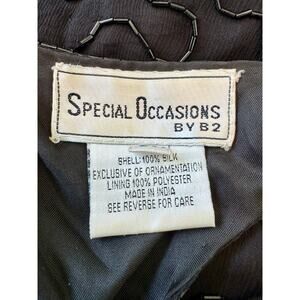 SPECIAL OCCASIONS
BY B2
SHELL: 100% SILK
EXCLUSIVE OF ORNAMENTATION
LINING 100% POLYESTER
MADE IN INDIA
SEE REVERSE FOR CARE